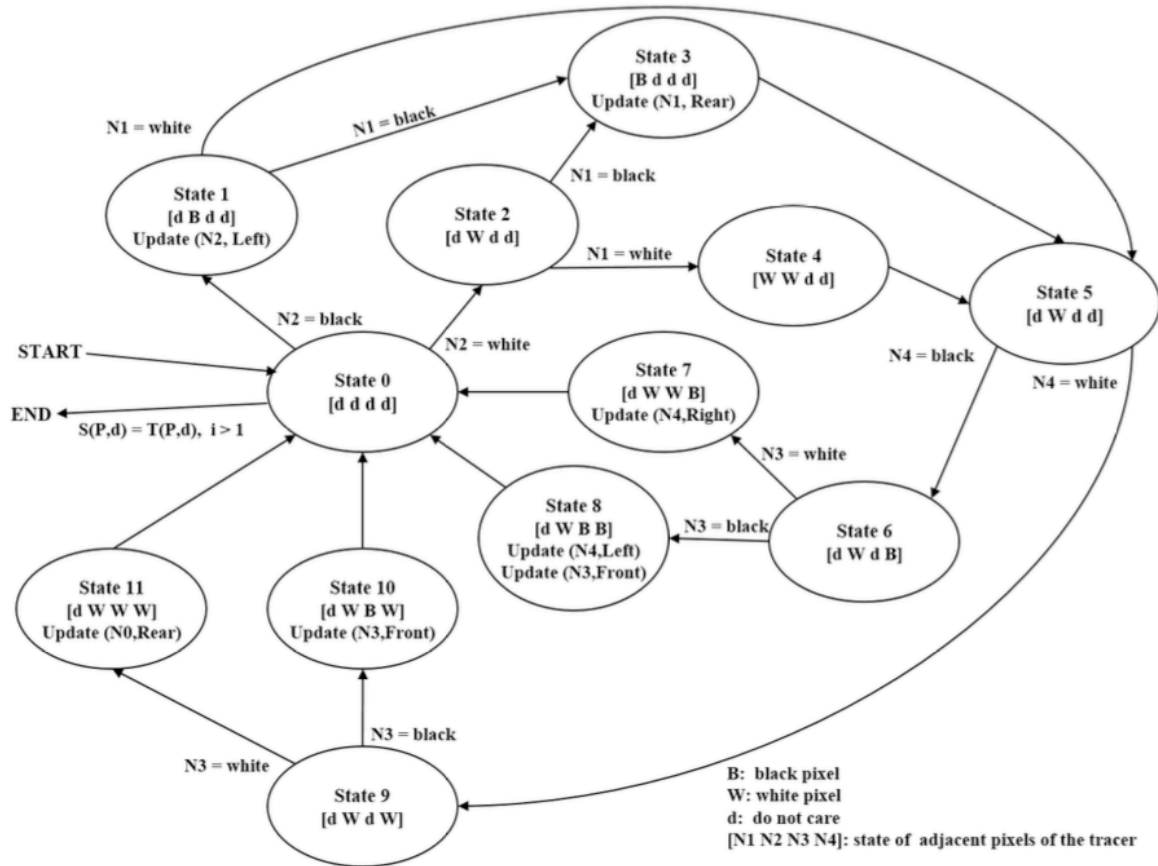 State 3
[B d d d]
Update (N1, Rear)
N1 = white
N1 = black
State 1
[d B d d]
Update (N2, Left)
State 2
[d W d d]
N1 = black
N1 = white
State 4
[W W d d]
State 5
[d W d d]
N2 = black
N2 = white
START
State 0
[d d d d]
END
S(P,d) = T(P,d), i > 1
State 7
[d W W B]
Update (N4,Right)
N4 = black
N4 = white
N3 = white
State 8
[d W B B]
Update (N4,Left)
Update (N3,Front)
N3 = black
State 6
[d W d B]
State 11
[d W W W]
Update (N0,Rear)
State 10
[d W B W]
Update (N3,Front)
N3 = black
N3 = white
State 9
[d W d W]
B: black pixel
W: white pixel
d: do not care
[N1 N2 N3 N4]: state of adjacent pixels of the tracer